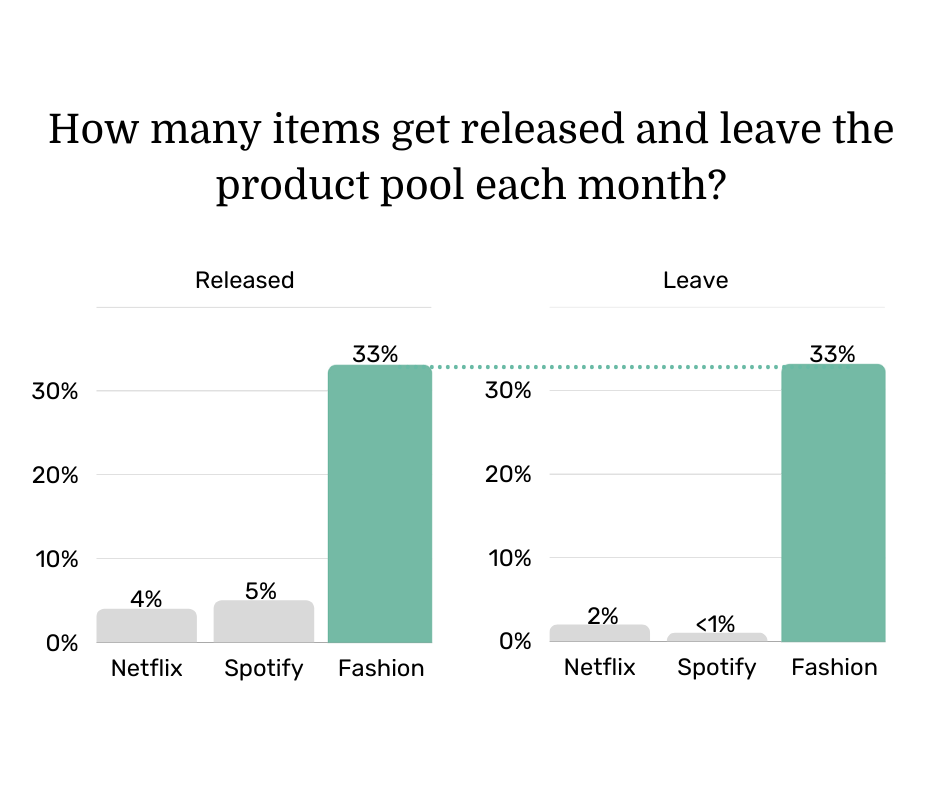 How many items get released and leave the
product pool each month?
Released
33%
30%
20%
10%
4%
5%
0%
Netflix
Spotify
Fashion
Leave
33%
30%
20%
10%
2%
<1%
0%
Netflix
Spotify
Fashion